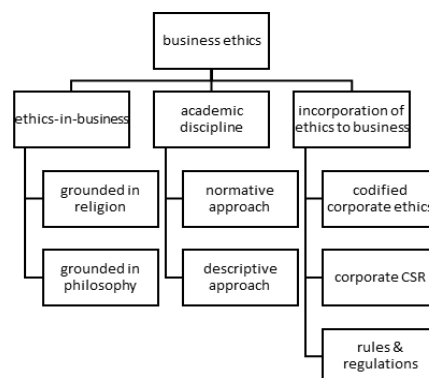 business ethics
ethics-in-business
academic
discipline
incorporation of
ethics to business
grounded in
religion
normative
approach
codified
corporate ethics
grounded in
philosophy
descriptive
approach
corporate CSR
rules &
regulations